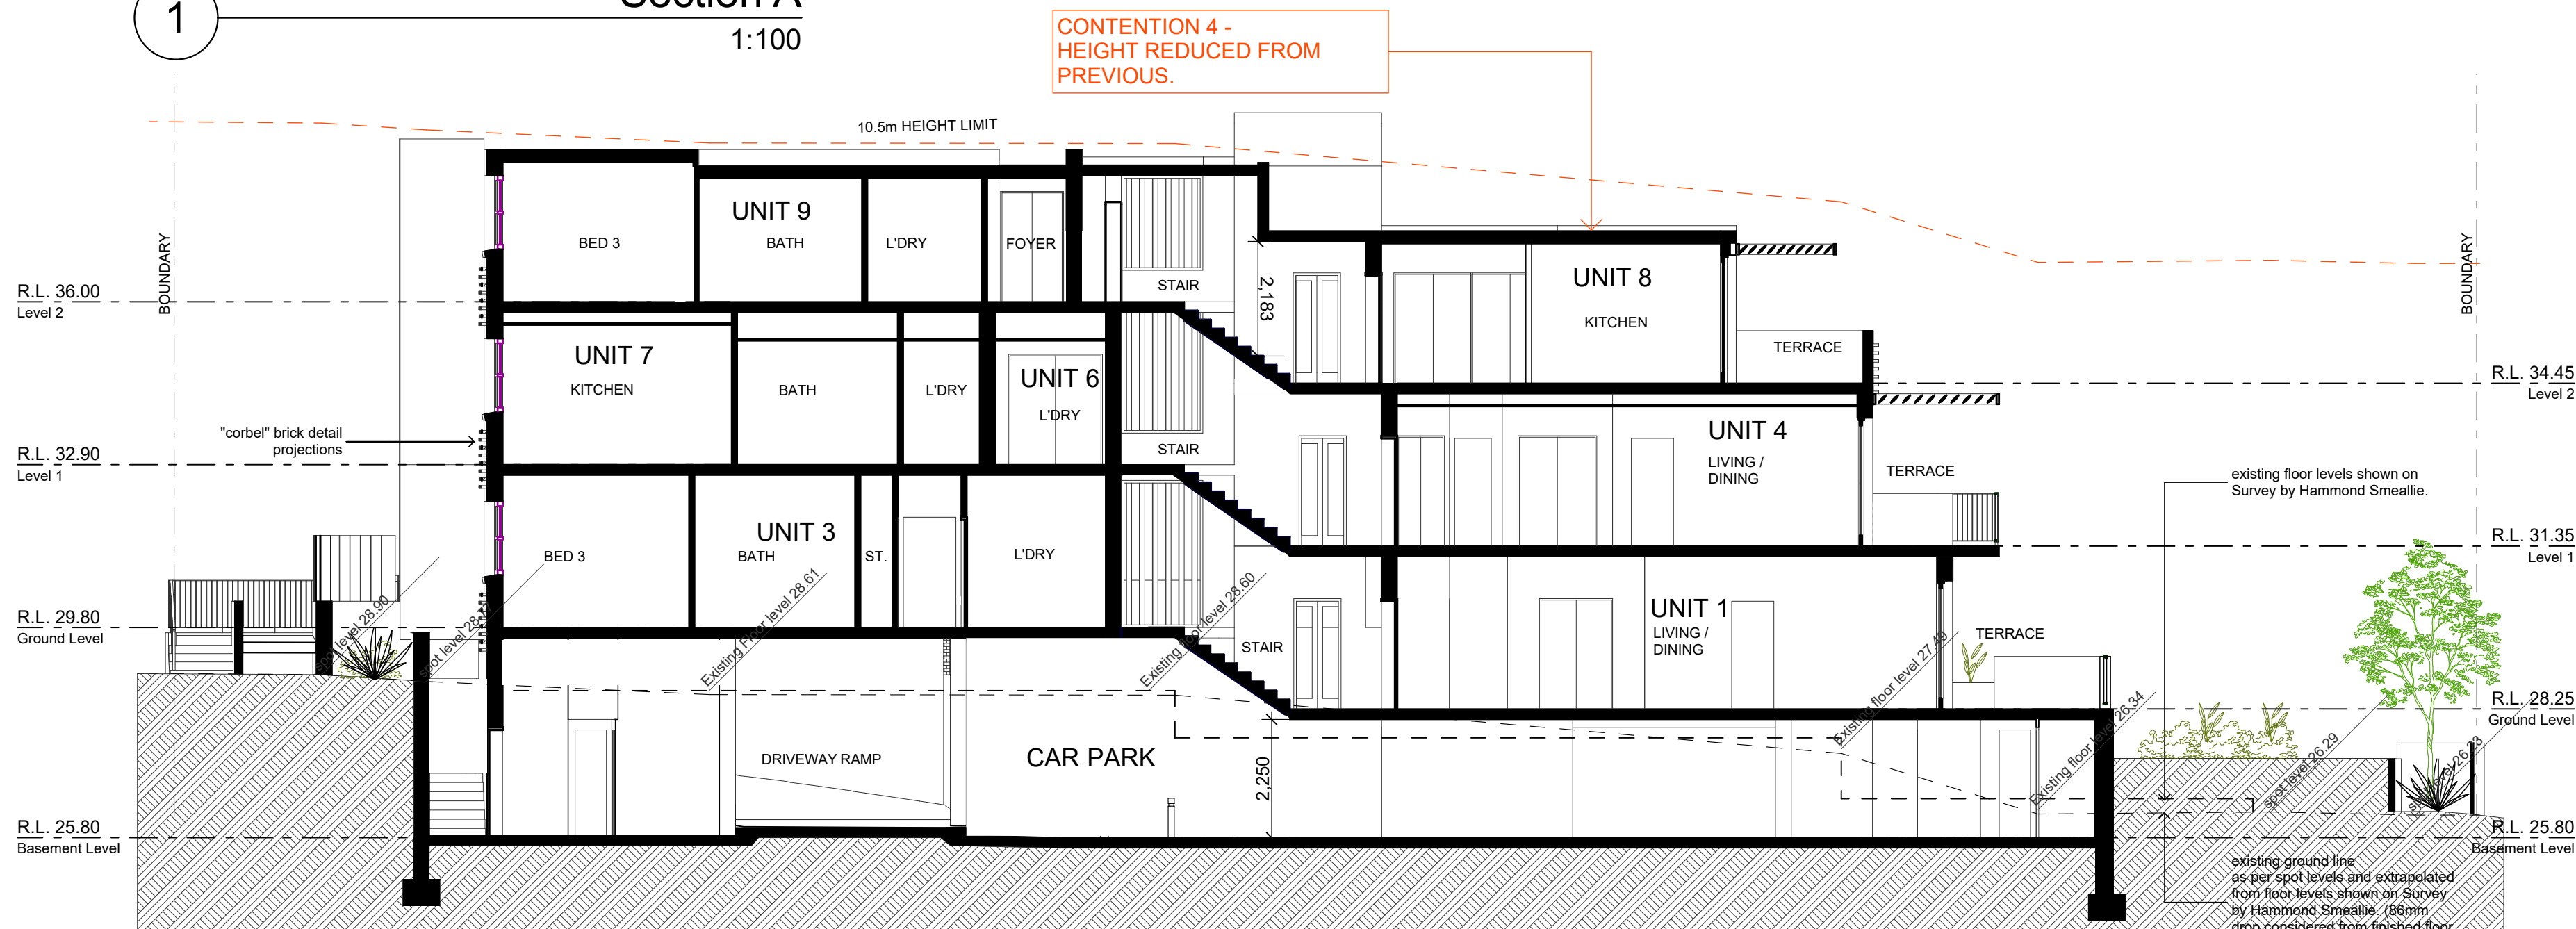 1
Section A
1:100
CONTENTION 4 -
HEIGHT REDUCED FROM
PREVIOUS.
10.5m HEIGHT LIMIT
BOUNDARY
BOUNDARY
UNIT 9
BED 3
BATH
L'DRY
FOYER
STAIR
2,183
UNIT 8
KITCHEN
TERRACE
R.L. 36.00
Level 2
R.L. 34.45
Level 2
UNIT 7
KITCHEN
BATH
L'DRY
UNIT 6
L'DRY
STAIR
UNIT 4
LIVING /
DINING
TERRACE
"corbel" brick detail
projections
R.L. 32.90
Level 1
existing floor levels shown on
Survey by Hammond Smeallie.
R.L. 31.35
Level 1
UNIT 3
BED 3
BATH
ST.
L'DRY
STAIR
UNIT 1
LIVING /
DINING
TERRACE
R.L. 29.80
Ground Level
spot level 28.90
spot level
Existing Floor level 28.61
Existing floor level 28.60
Existing floor level 27.49
Existing floor level 26.34
spot level 26.29
R.L. 28.25
Ground Level
DRIVEWAY RAMP
CAR PARK
2,250
R.L. 25.80
Basement Level
R.L. 25.80
Basement Level
existing ground line
as per spot levels and extrapolated
from floor levels shown on Survey
by Hammond Smeallie. (86mm
drop considered from finished floor